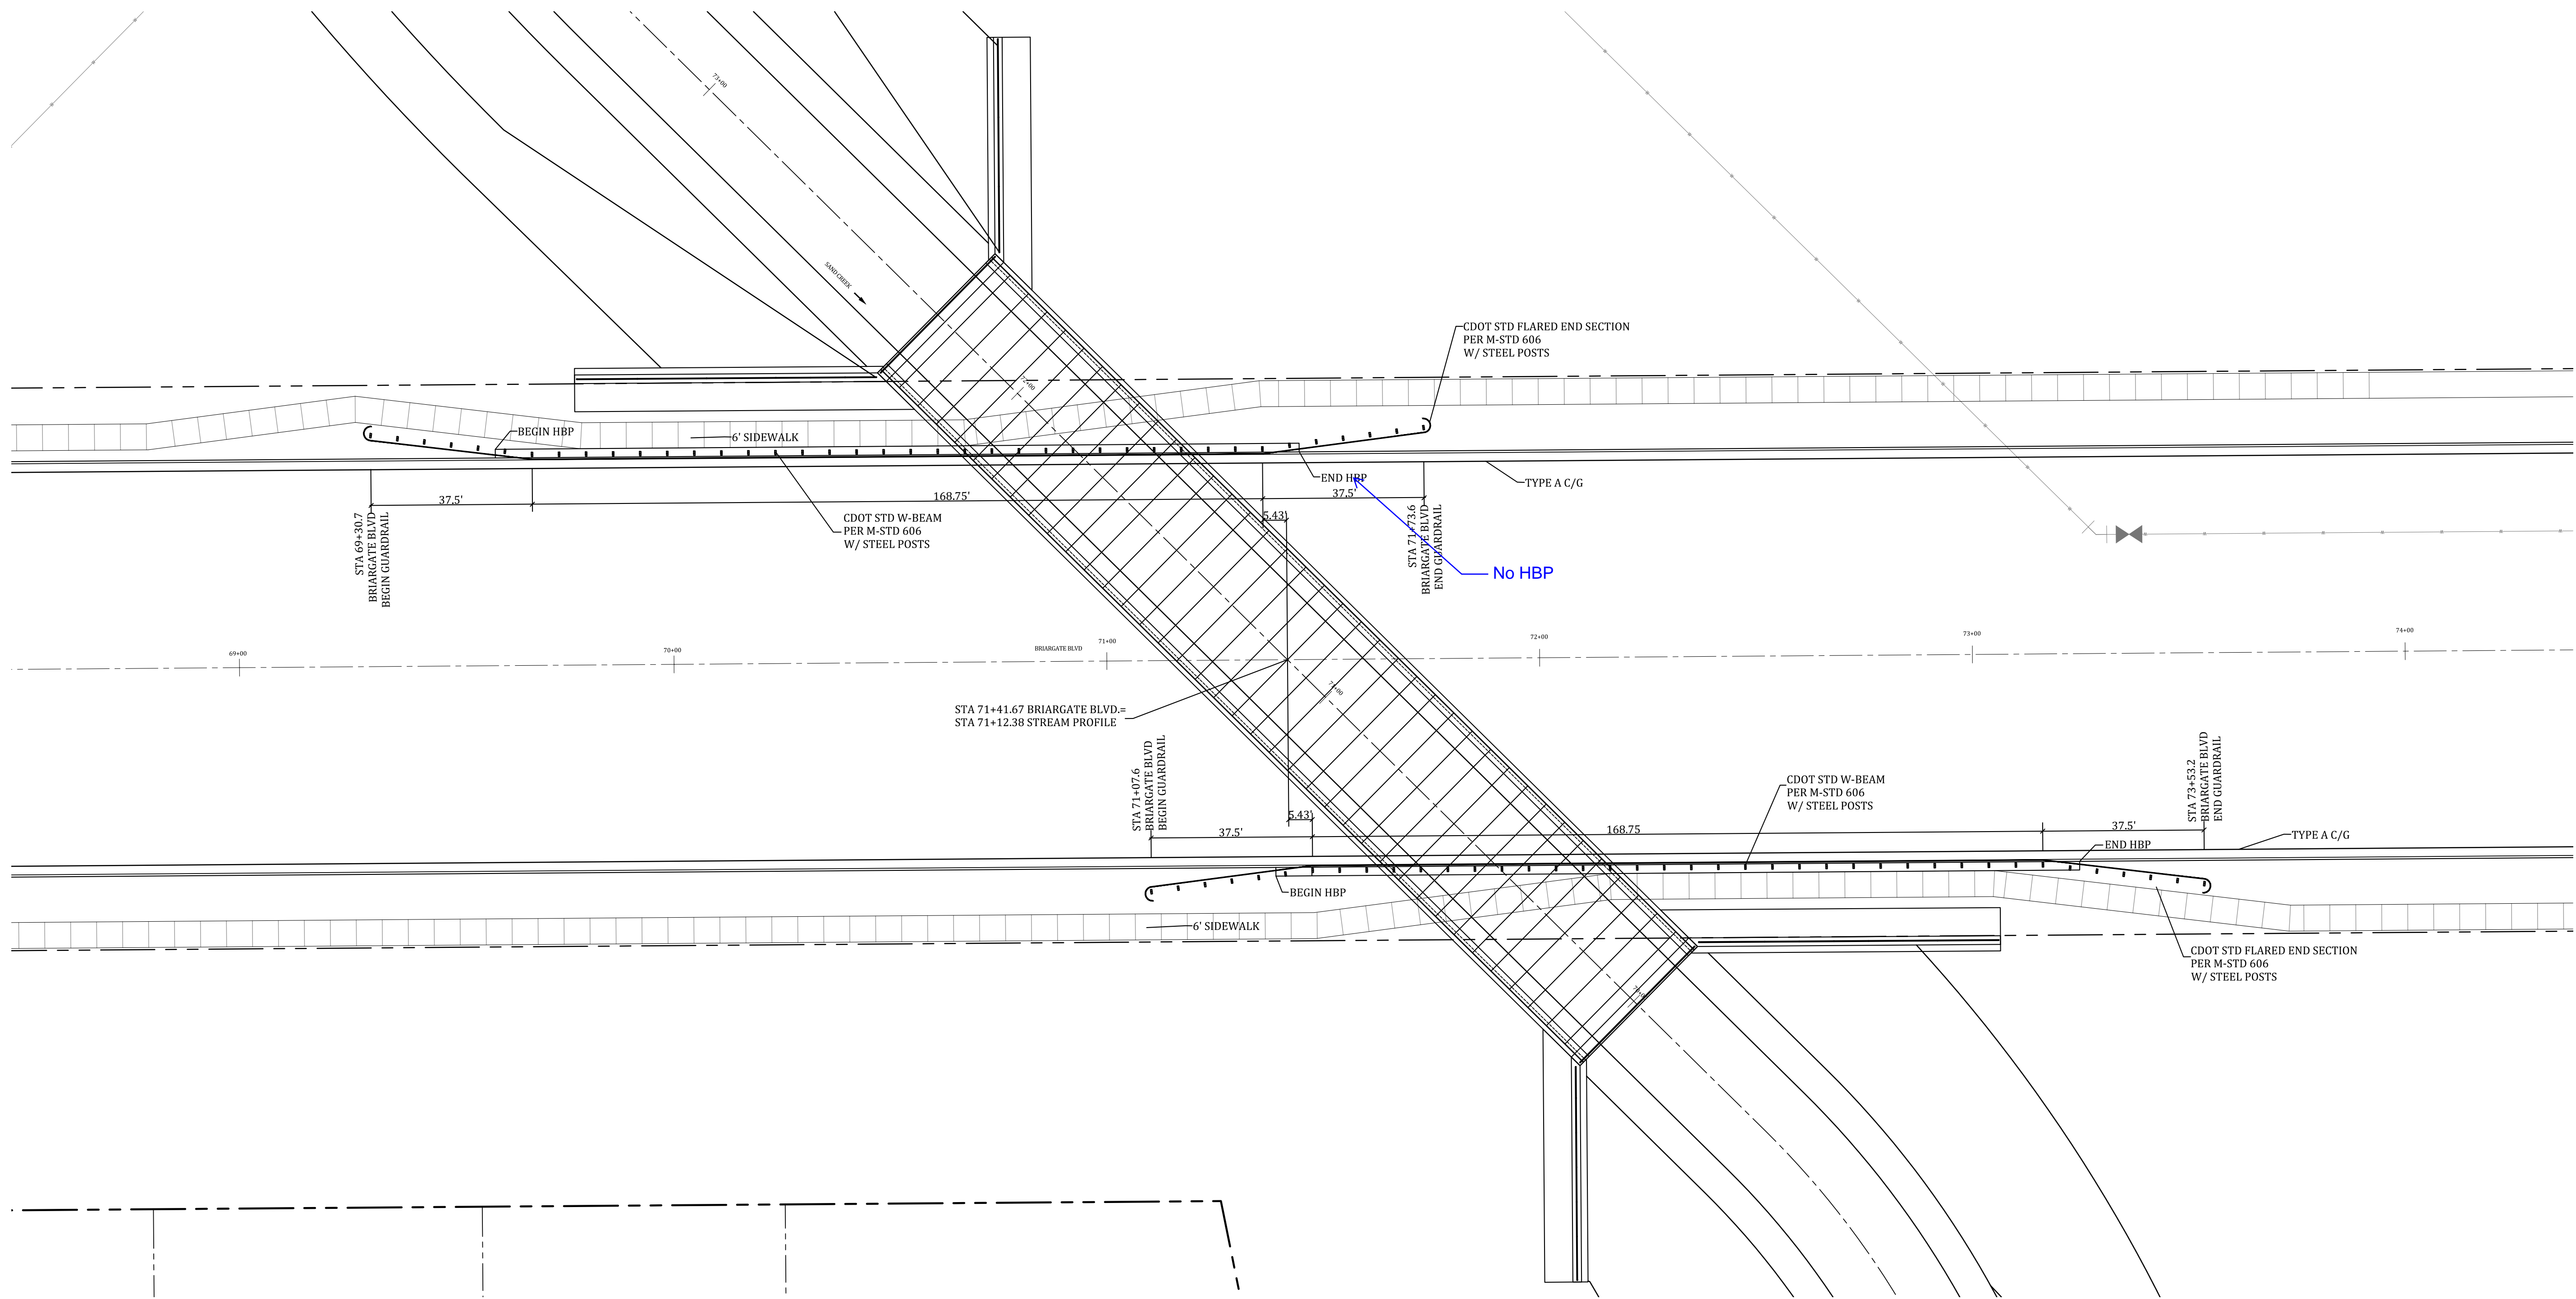 73+00
SAND CREEK
CDOT STD FLARED END SECTION
PER M-STD 606
W/ STEEL POSTS
72+00
BEGIN HBP
6' SIDEWALK
END HBP
TYPE A C/G
37.5'
168.75'
37.5'
5.43'
CDOT STD W-BEAM
PER M-STD 606
W/ STEEL POSTS
STA 69+30.7
BRIARGATE BLVD
BEGIN GUARDRAIL
STA 71+73.6
BRIARGATE BLVD
END GUARDRAIL
No HBP
69+00
70+00
BRIARGATE BLVD
71+00
72+00
73+00
74+00
71+00
STA 71+41.67 BRIARGATE BLVD.=
STA 71+12.38 STREAM PROFILE
STA 71+07.6
BRIARGATE BLVD
BEGIN GUARDRAIL
CDOT STD W-BEAM
PER M-STD 606
W/ STEEL POSTS
STA 73+53.2
BRIARGATE BLVD
END GUARDRAIL
5.43'
37.5'
168.75
37.5'
TYPE A C/G
END HBP
BEGIN HBP
6' SIDEWALK
CDOT STD FLARED END SECTION
PER M-STD 606
W/ STEEL POSTS